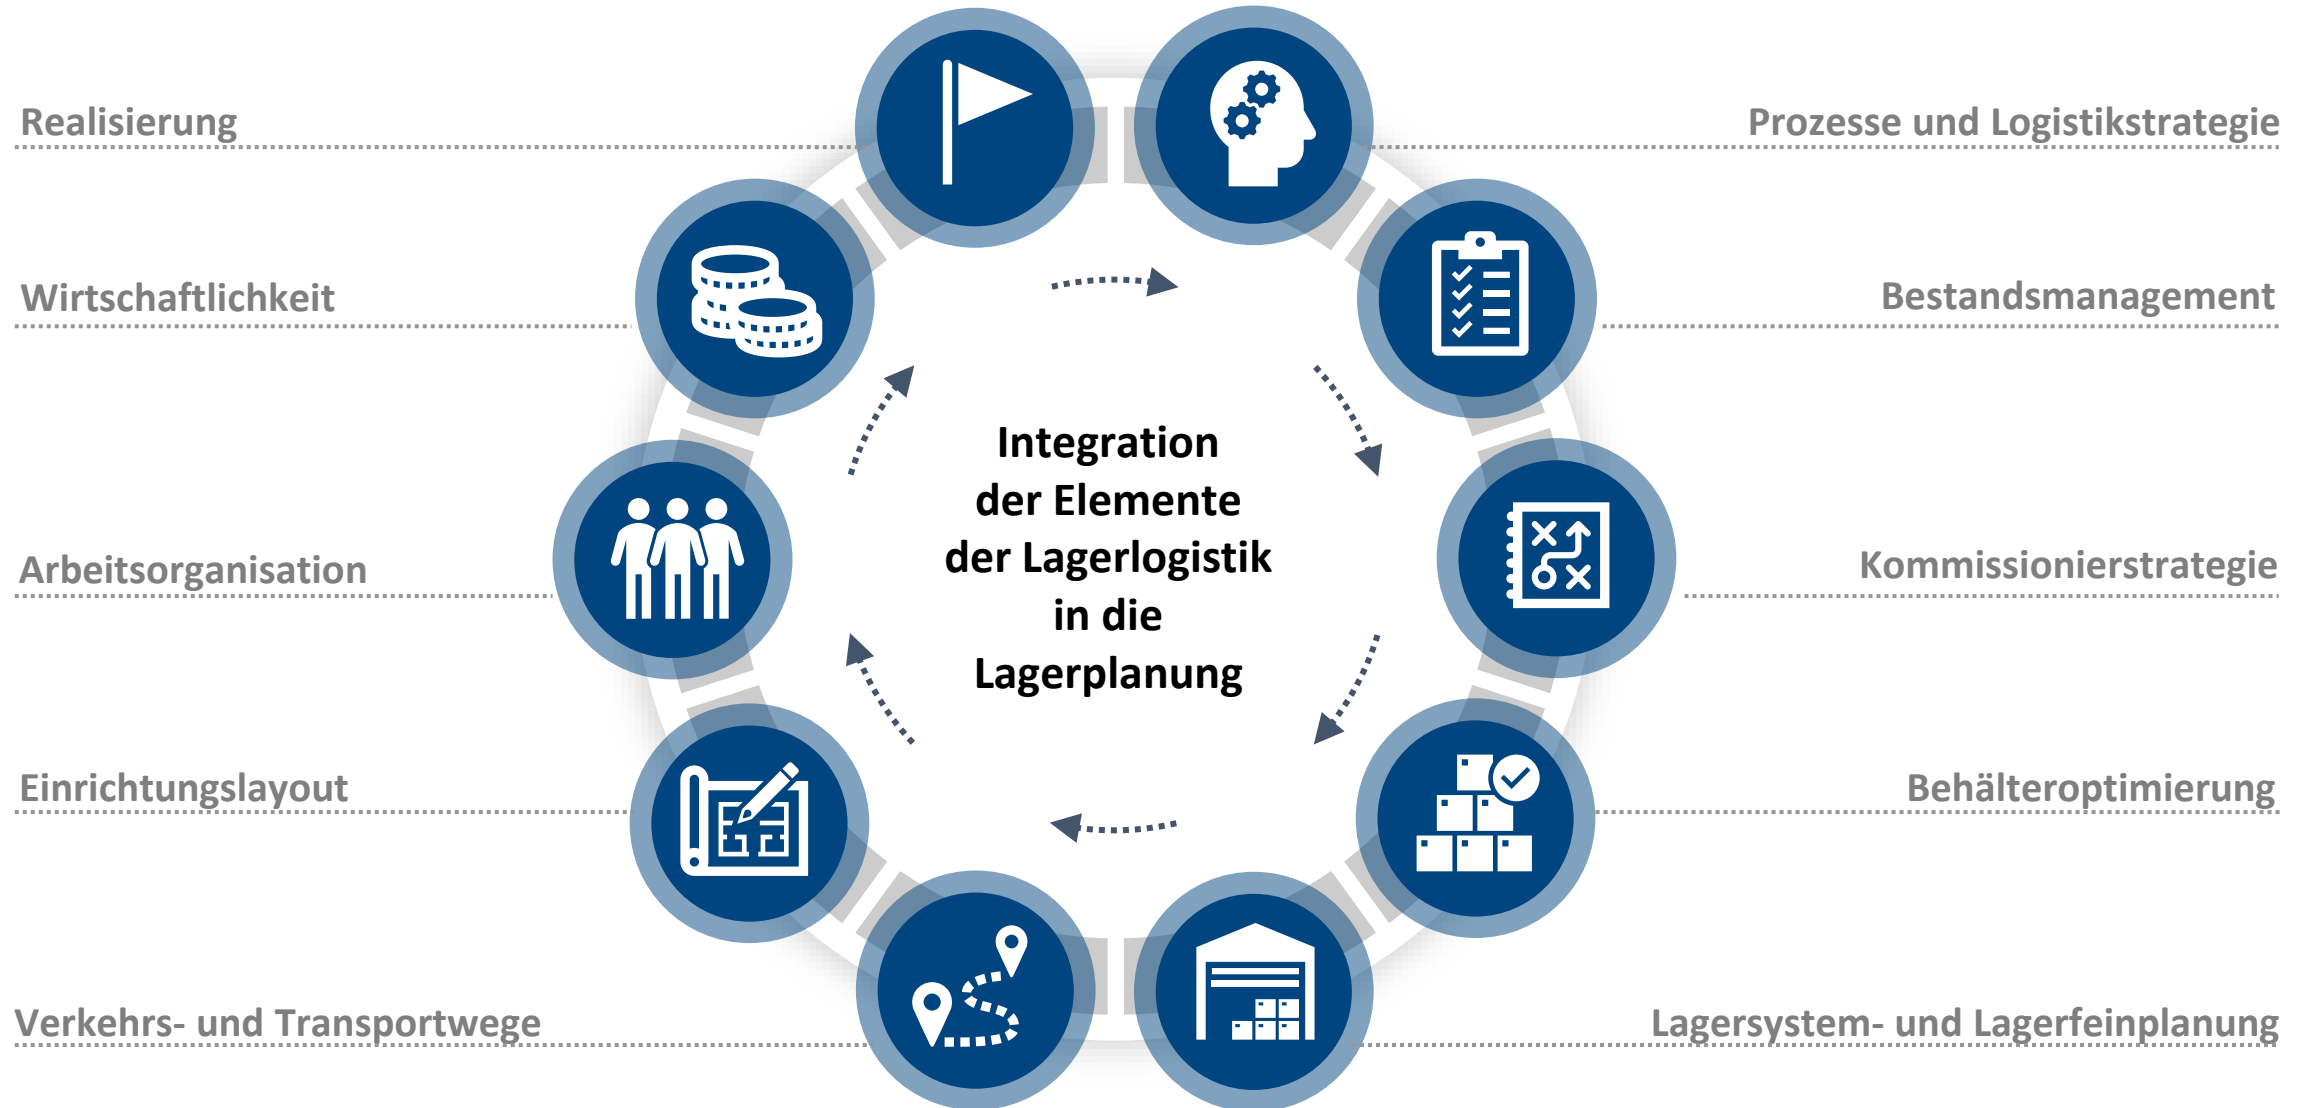 Realisierung
Prozesse und Logistikstrategie
Wirtschaftlichkeit
Bestandsmanagement
Integration
der Elemente
der Lagerlogistik
in die
Lagerplanung
Arbeitsorganisation
Kommissionierstrategie
Einrichtungslayout
Behälteroptimierung
Verkehrs- und Transportwege
Lagersystem- und Lagerfeinplanung